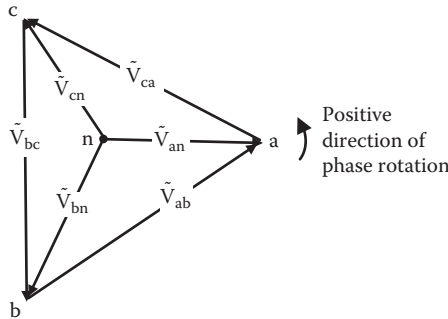 c
Ṽca
Ṽcn
Positive
direction of
phase rotation
Ṽbc
n
Ṽan
a
Ṽbn
Ṽab
b